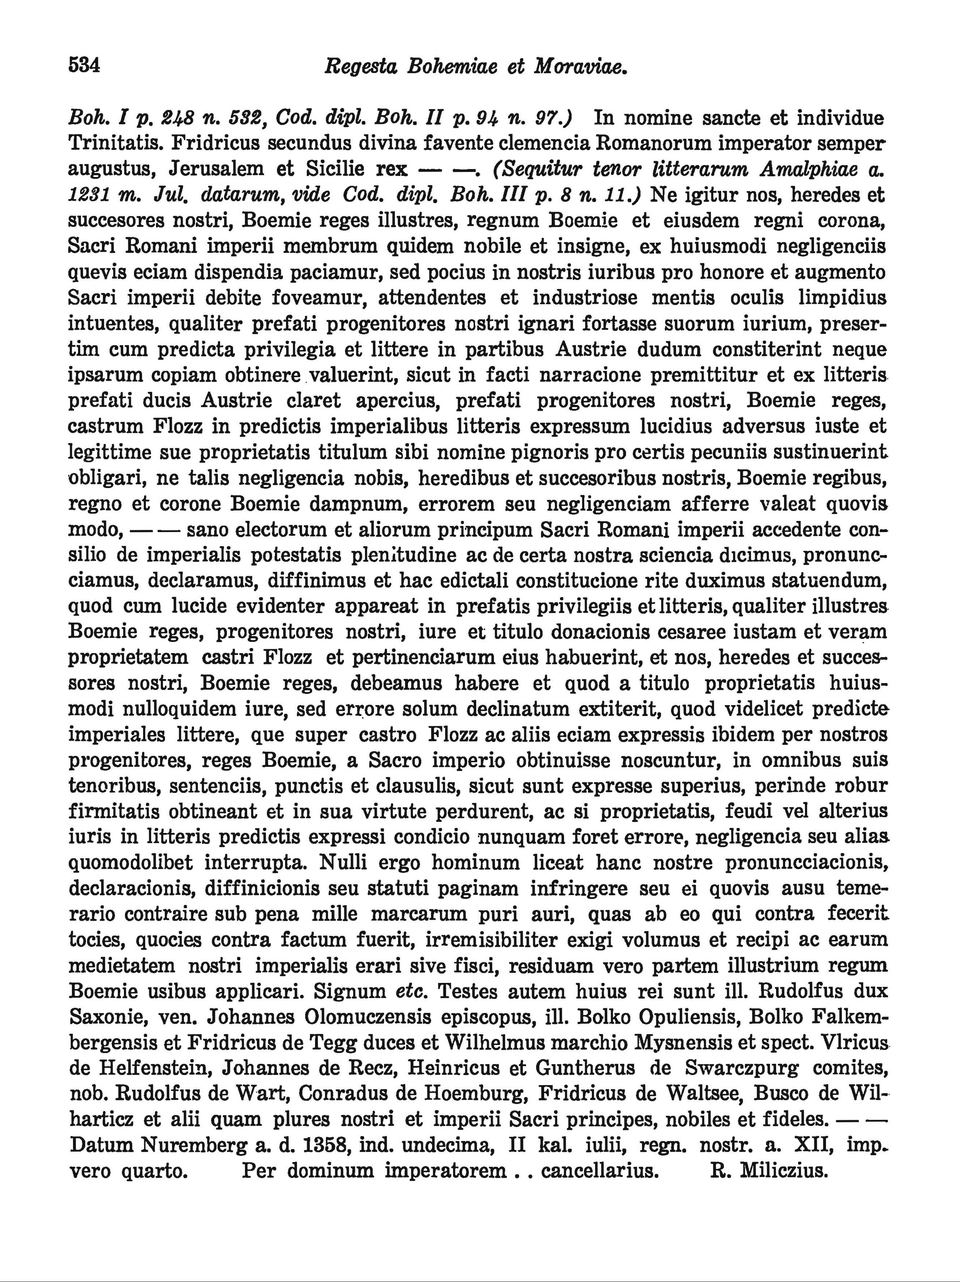 534 Regesta Bohemiae et Moraviae.
Boh. I p. 248 n. 532, Cod. dipl. Boh. II p. 94 n. 97.) In nomine sancte et individue
Trinitatis. Fridricus secundus divina favente clemencia Romanorum imperator semper
augustus, Jerusalem et Sicilie rex — —. (Sequitur tenor litterarum Amalphiae a.
1231 m. Jul. datarum, vide Cod. dipl. Boh. III p. 8 n. 11.) Ne igitur nos, heredes et
succesores nostri, Boemie reges illustres, regnum Boemie et eiusdem regni corona,
Sacri Romani imperii membrum quidem nobile et insigne, ex huiusmodi negligenciis
quevis eciam dispendia paciamur, sed pocius in nostris iuribus pro honore et augmento
Sacri imperii debite foveamur, attendentes et industriose mentis oculis limpidius
intuentes, qualiter prefati progenitores nostri ignari fortasse suorum iurium, preser-
tim cum predicta privilegia et littere in partibus Austrie dudum constiterint neque
ipsarum copiam obtinere valuerint, sicut in facti narracione premittitur et ex litteris
prefati ducis Austrie claret apercius, prefati progenitores nostri, Boemie reges,
castrum Flozz in predictis imperialibus litteris expressum lucidius adversus iuste et
legittime sue proprietatis titulum sibi nomine pignoris pro certis pecuniis sustinuerint
obligari, ne talis negligencia nobis, heredibus et succesoribus nostris, Boemie regibus,
regno et corone Boemie dampnum, errorem seu negligenciam afferre valeat quovis
modo, — — sano electorum et aliorum principum Sacri Romani imperii accedente con-
silio de imperialis potestatis plenitudine ac de certa nostra sciencia dicimus, pronunc-
ciamus, declaramus, diffinimus et hac edictali constitucione rite duximus statuendum,
quod cum lucide evidenter appareat in prefatis privilegiis et litteris, qualiter illustres
Boemie reges, progenitores nostri, iure et titulo donacionis cesaree iustam et veram
proprietatem castri Flozz et pertinenciarum eius habuerint, et nos, heredes et succes-
sores nostri, Boemie reges, debeamus habere et quod a titulo proprietatis huius-
modi nulloquidem iure, sed errore solum declinatum extiterit, quod videlicet predicte
imperiales littere, que super castro Flozz ac aliis eciam expressis ibidem per nostros
progenitores, reges Boemie, a Sacro imperio obtinuisse noscuntur, in omnibus suis
tenoribus, sentenciis, punctis et clausulis, sicut sunt expresse superius, perinde robur
firmitatis obtineant et in sua virtute perdurent, ac si proprietatis, feudi vel alterius
iuris in litteris predictis expressi condicio nunquam foret errore, negligencia seu alias
quomodolibet interrupta. Nulli ergo hominum liceat hanc nostre pronuncciacionis,
declaracionis, diffinicionis seu statuti paginam infringere seu ei quovis ausu teme-
rario contraire sub pena mille marcarum puri auri, quas ab eo qui contra fecerit
tocies, quocies contra factum fuerit, irremisibiliter exigi volumus et recipi ac earum
medietatem nostri imperialis erari sive fisci, residuam vero partem illustrium regum
Boemie usibus applicari. Signum etc. Testes autem huius rei sunt ill. Rudolfus dux
Saxonie, ven. Johannes Olomuczensis episcopus, ill. Bolko Opuliensis, Bolko Falkem-
bergensis et Fridricus de Tegg duces et Wilhelmus marchio Mysnensis et spect. Vlricus
de Helfenstein, Johannes de Recz, Heinricus et Guntherus de Swarczpurg comites,
nob. Rudolfus de Wart, Conradus de Hoemburg, Fridricus de Waltsee, Busco de Wil-
harticz et alii quam plures nostri et imperii Sacri principes, nobiles et fideles. — —
Datum Nuremberg a. d. 1358, ind. undecima, II kal. iulii, regn. nostr. a. XII, imp.
vero quarto. Per dominum imperatorem . . cancellarius. R. Miliczius.